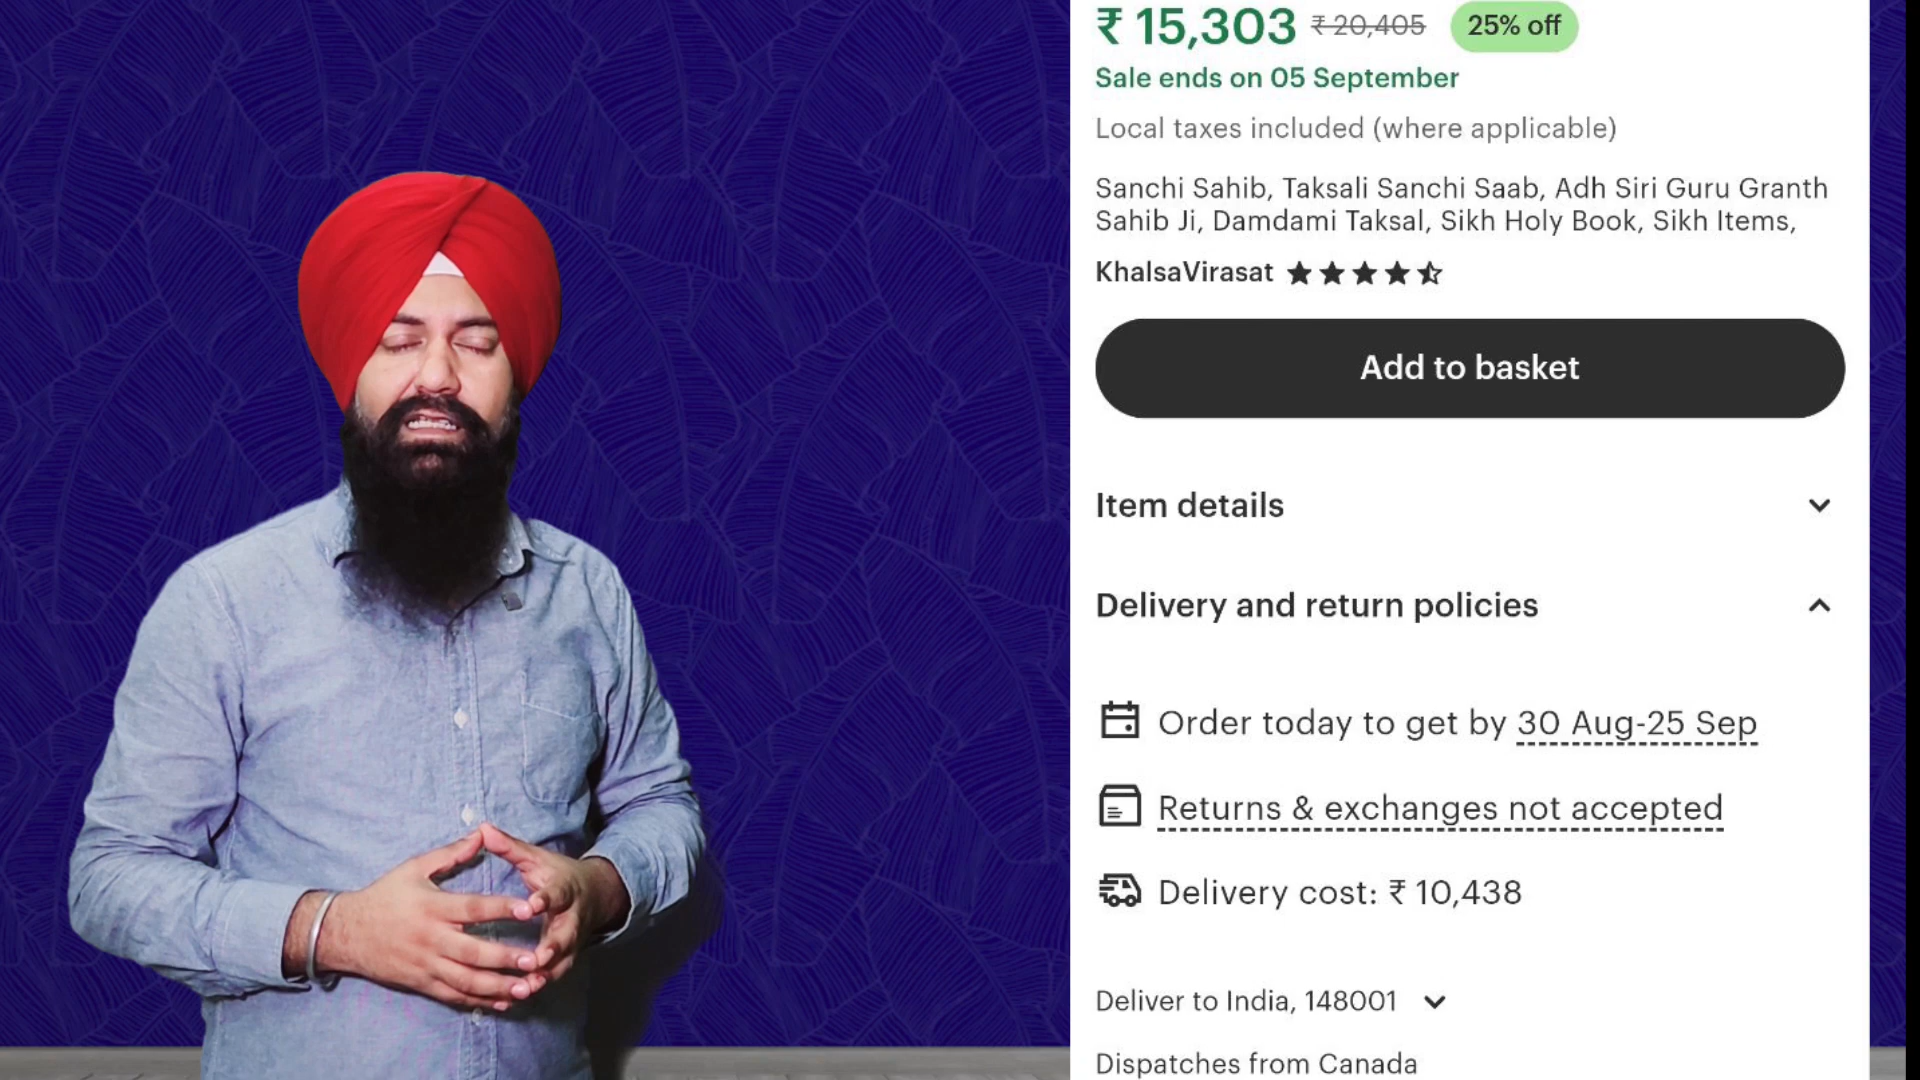 ₹ 15,303 ₹ 20,405 25% off
Sale ends on 05 September
Local taxes included (where applicable)
Sanchi Sahib, Taksali Sanchi Saab, Adh Siri Guru Granth
Sahib Ji, Damdami Taksal, Sikh Holy Book, Sikh Items,
KhalsaVirasat
Add to basket
Item details
Delivery and return policies
Order today to get by 30 Aug-25 Sep
Returns & exchanges not accepted
Delivery cost: ₹ 10,438
Deliver to India, 148001
Dispatches from Canada